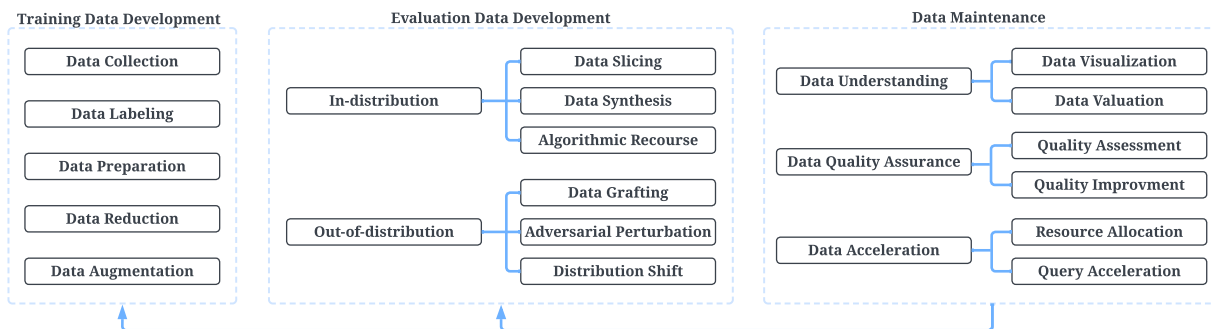 Training Data Development
Data Collection
Data Labeling
Data Preparation
Data Reduction
Data Augmentation
Evaluation Data Development
In-distribution
Data Slicing
Data Synthesis
Algorithmic Recourse
Out-of-distribution
Data Grafting
Adversarial Perturbation
Distribution Shift
Data Maintenance
Data Understanding
Data Visualization
Data Valuation
Data Quality Assurance
Quality Assessment
Quality Improvment
Data Acceleration
Resource Allocation
Query Acceleration